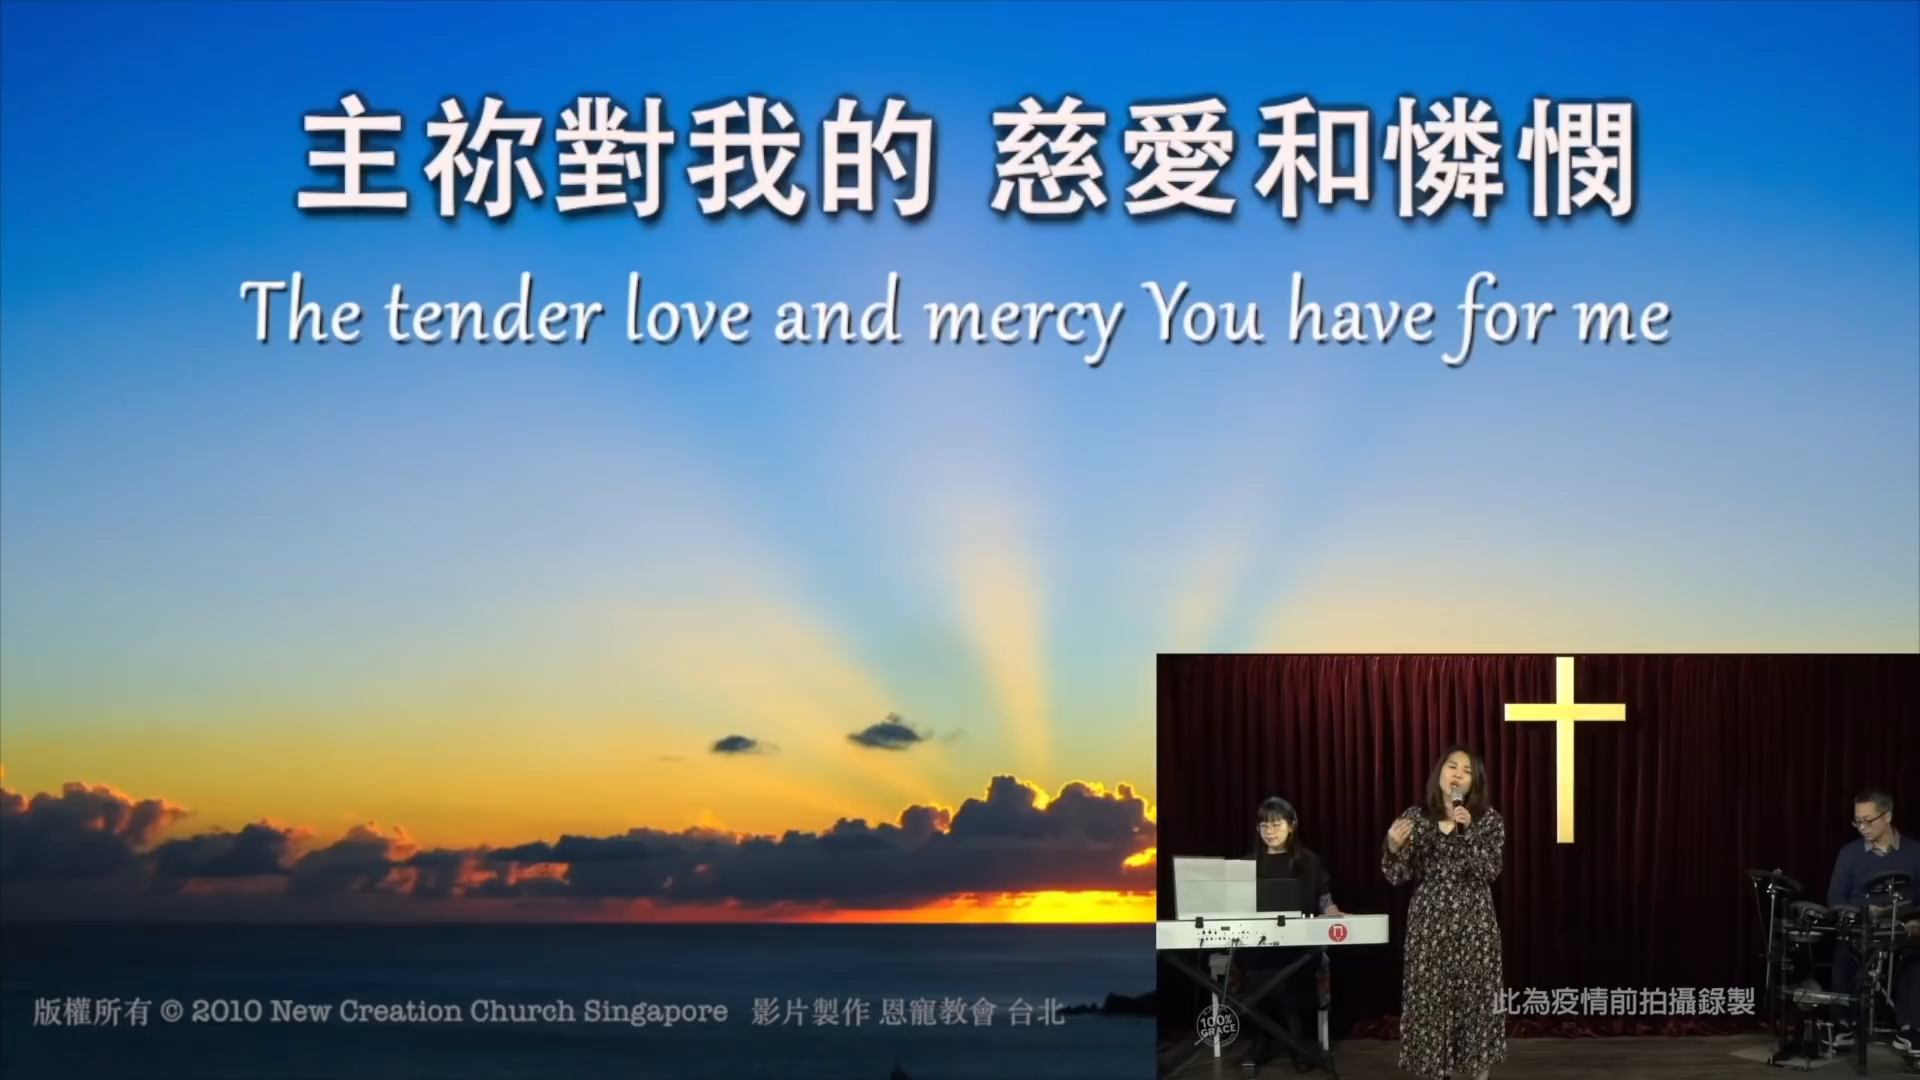 主祢對我的 慈愛和憐憫
The tender love and mercy You have for me
版權所有 © 2010 New Creation Church Singapore 影片製作 恩寵教會 台北
此為疫情前拍攝錄製
100%
GRACE